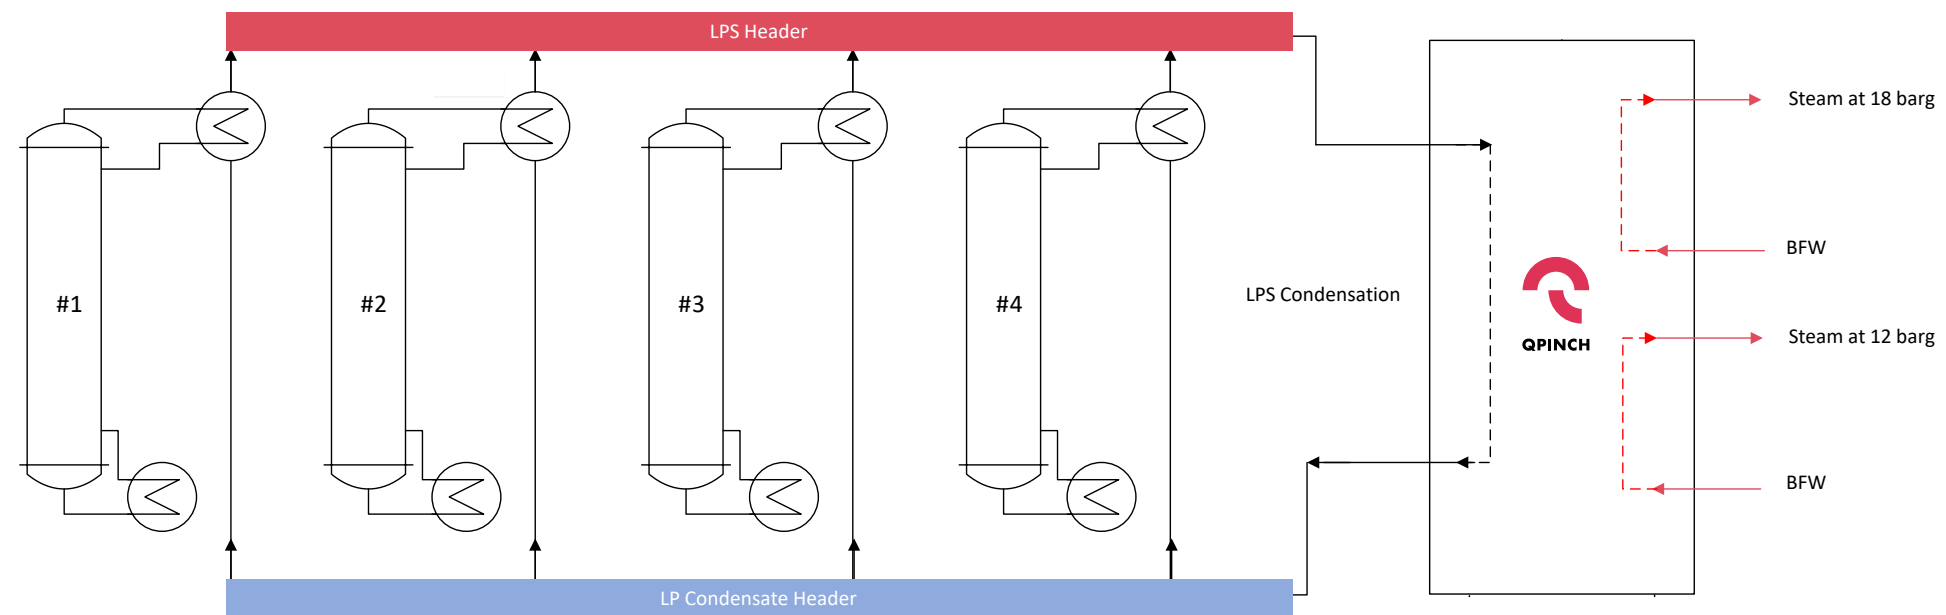 LPS Header
Steam at 18 barg
BFW
LPS Condensation
#1
#2
#3
#4
QPINCH
Steam at 12 barg
BFW
LP Condensate Header